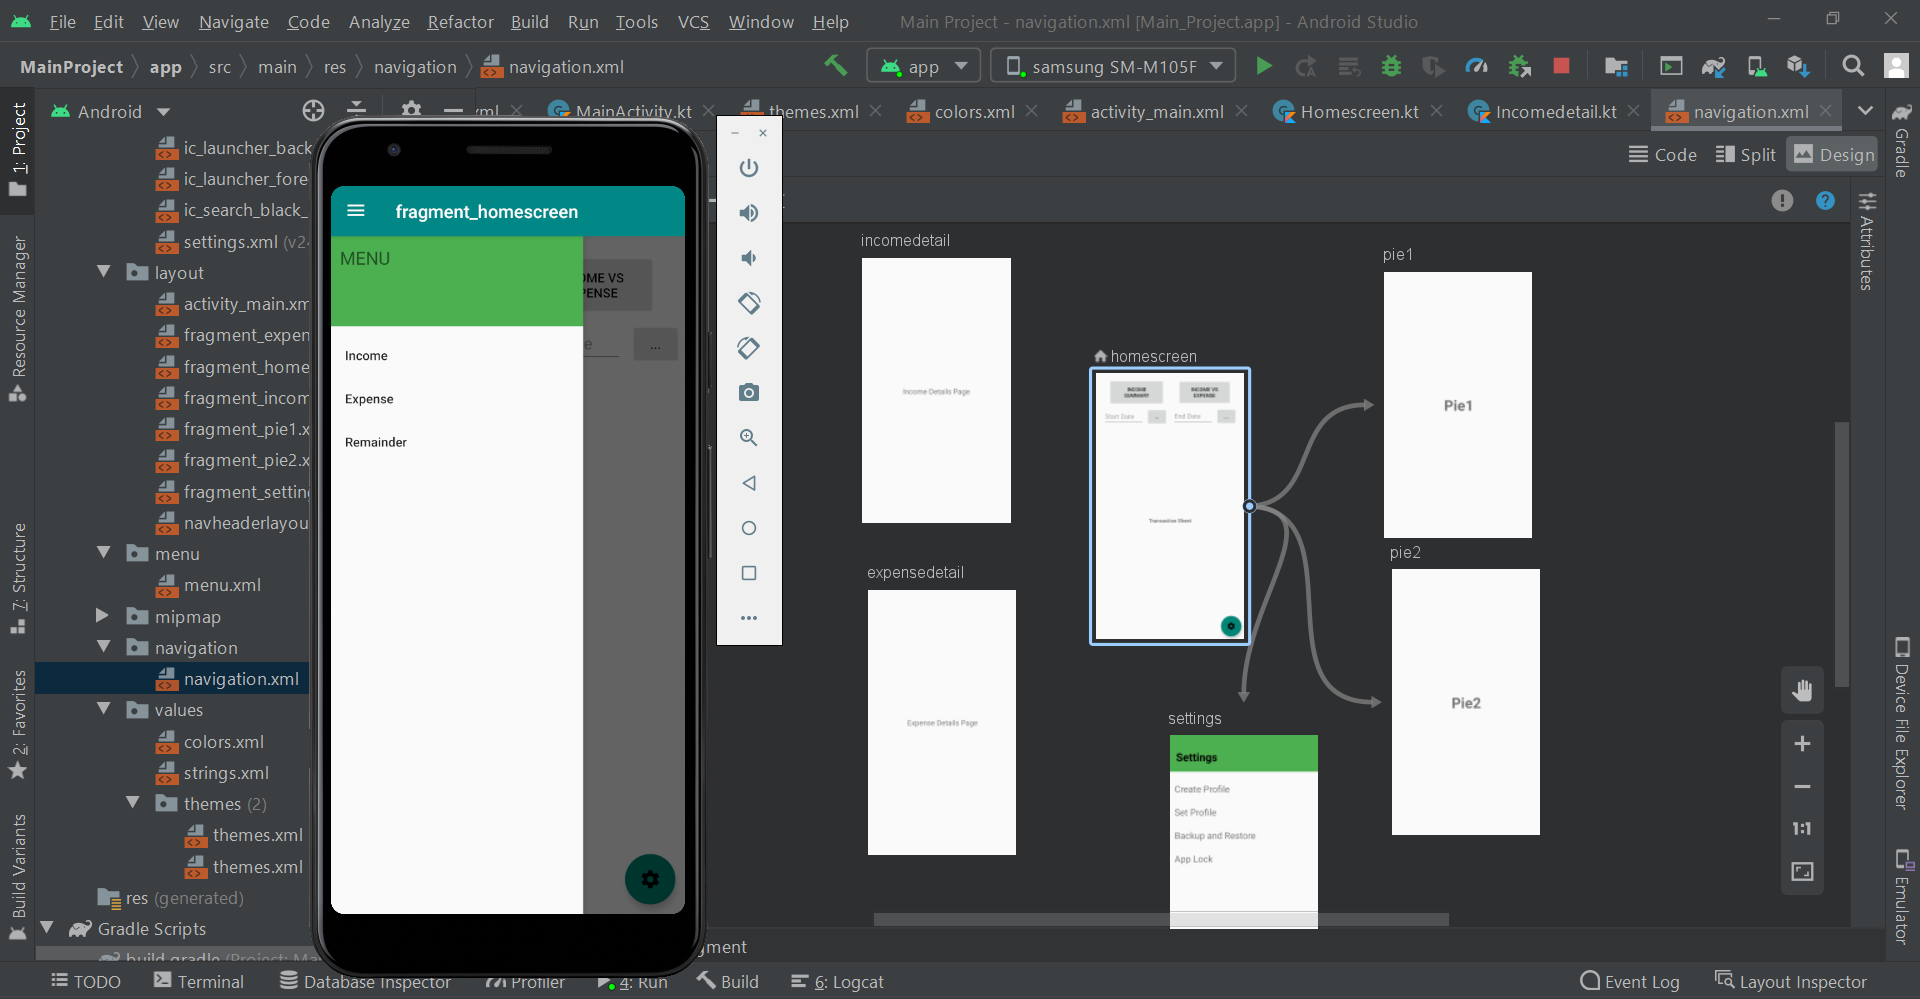 File Edit View Navigate Code Analyze Refactor Build Run Tools VCS Window Help Main Project - navigation.xml [Main_Project.app] - Android Studio
MainProject app src main res navigation navigation.xml app samsung SM-M105F
Android
MainActivity.kt themes.xml colors.xml activity_main.xml Homescreen.kt Incomedetail.kt navigation.xml
Code Split Design
1: Project
Resource Manager
7: Structure
2: Favorites
Build Variants
ic_launcher_back
ic_launcher_fore
ic_search_black_
settings.xml (v2
layout
activity_main.xm
fragment_expen
fragment_home
fragment_incom
fragment_pie1.x
fragment_pie2.x
fragment_settin
navheaderlayou
menu
menu.xml
mipmap
navigation
navigation.xml
values
colors.xml
strings.xml
themes (2)
themes.xml
themes.xml
res (generated)
Gradle Scripts
build.gradle (Project: Ma
fragment_homescreen
MENU
OME VS
PENSE
e ...
Income
Expense
Remainder
incomedetail
Income Details Page
expensedetail
Expense Details Page
homescreen
INCOME
SUMMARY
INCOME VS
EXPENSE
Start Date ... End Date ...
Transaction Sheet
pie1
Pie1
pie2
Pie2
settings
Settings
Create Profile
Set Profile
Backup and Restore
App Lock
1:1
Gradle
Attributes
Device File Explorer
Emulator
gment
TODO Terminal Database Inspector Profiler 4: Run Build 6: Logcat Event Log Layout Inspector